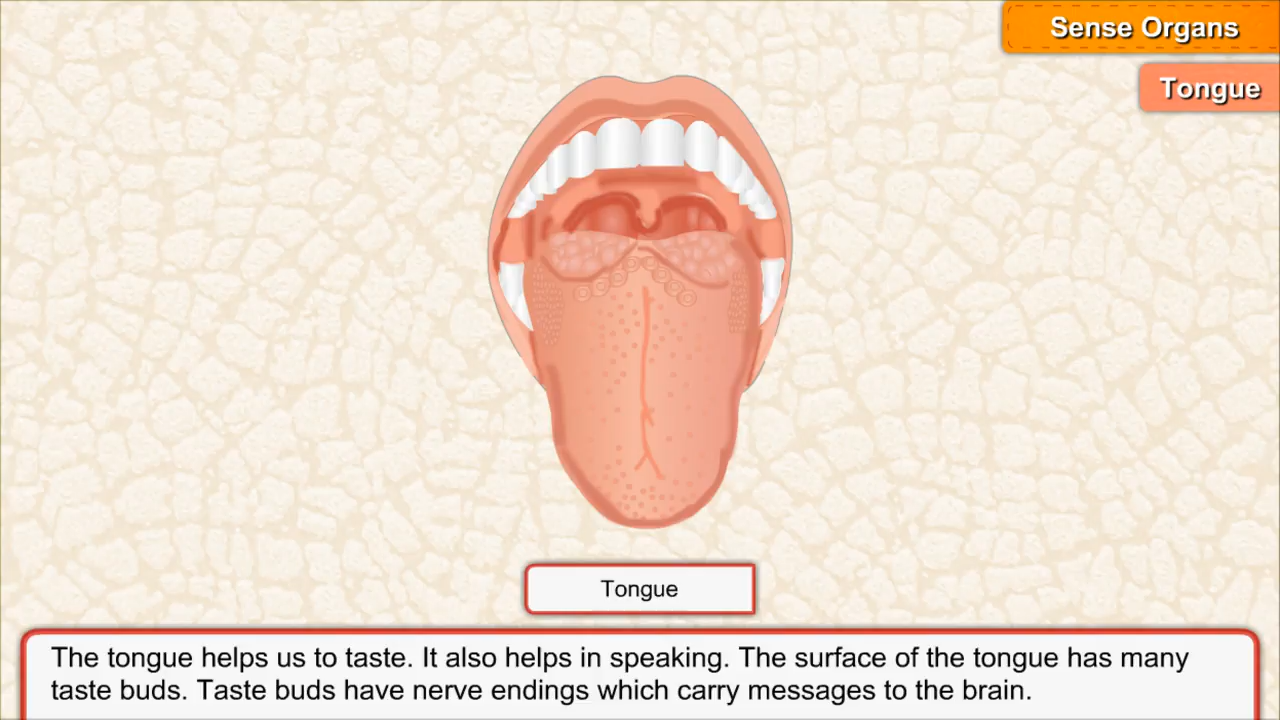 Sense Organs
Tongue
Tongue
The tongue helps us to taste. It also helps in speaking. The surface of the tongue has many
taste buds. Taste buds have nerve endings which carry messages to the brain.